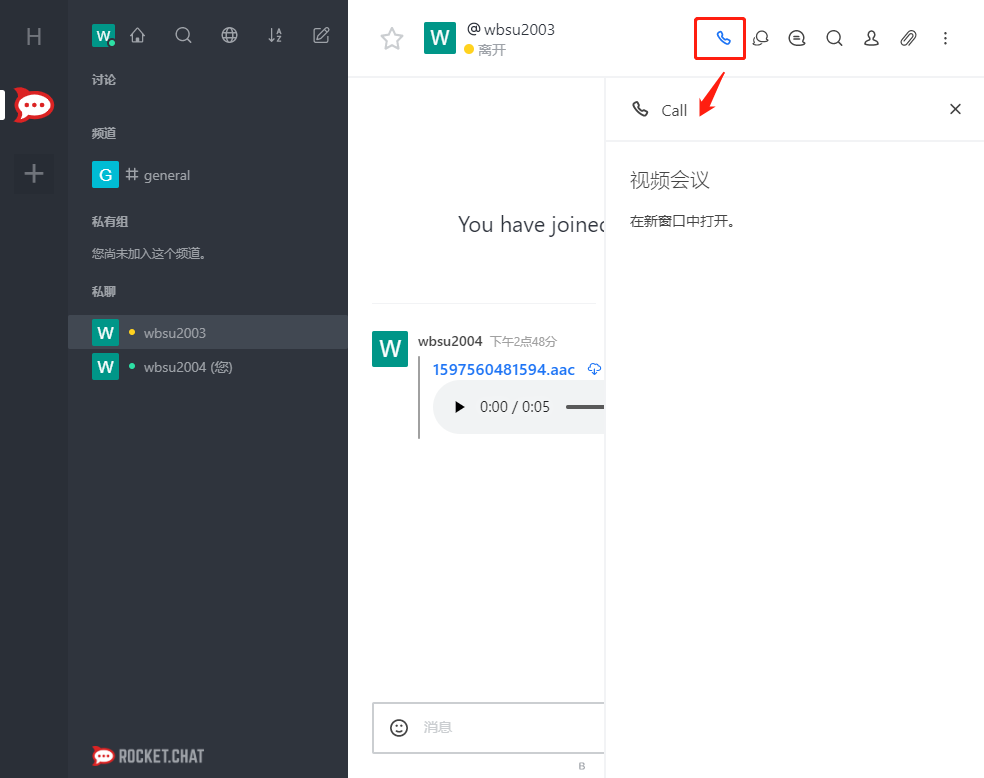 H
W
讨论
频道
G
general
私有组
您尚未加入这个频道。
私聊
W wbsu2003
W wbsu2004 (您)
ROCKET.CHAT
W
@ wbsu2003
离开
You have joined
W
wbsu2004 下午2点48分
1597560481594.aac
0:00 / 0:05
消息
B
Call
视频会议
在新窗口中打开。